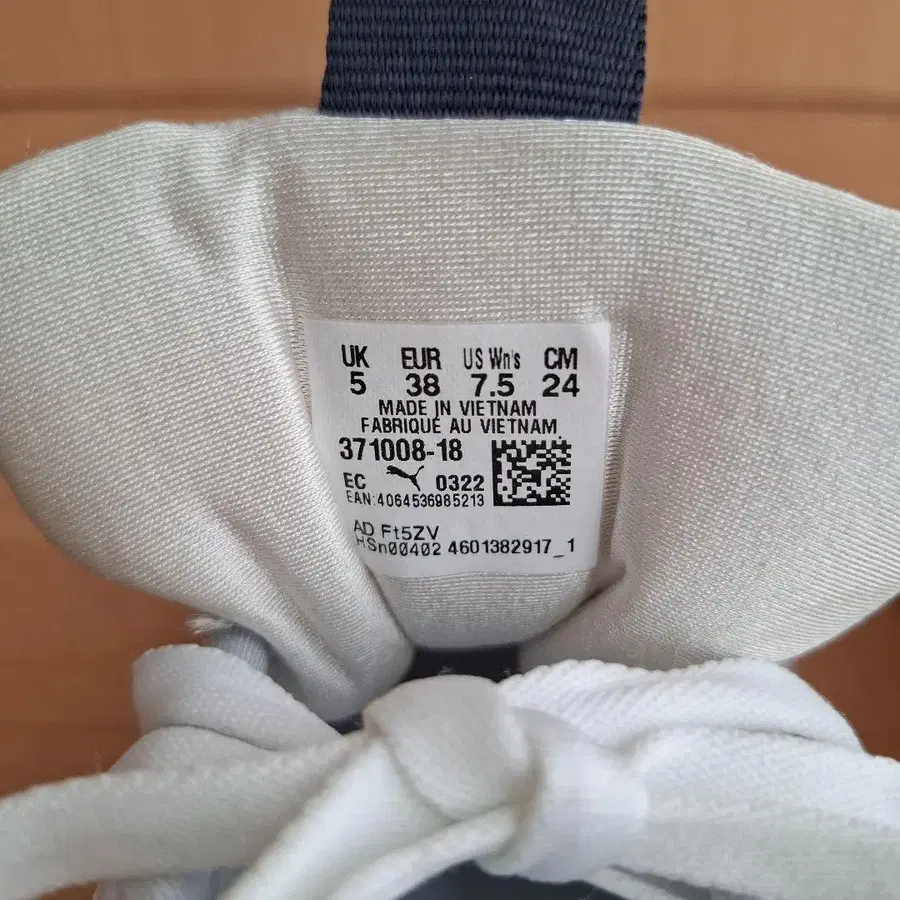 UK EUR US Wn's CM
5 38 7.5 24
MADE IN VIETNAM
FABRIQUÉ AU VIETNAM
371008-18
EC 0322
EAN:4064536985213
AD Ft5ZV
HSn00402 4601382917_1